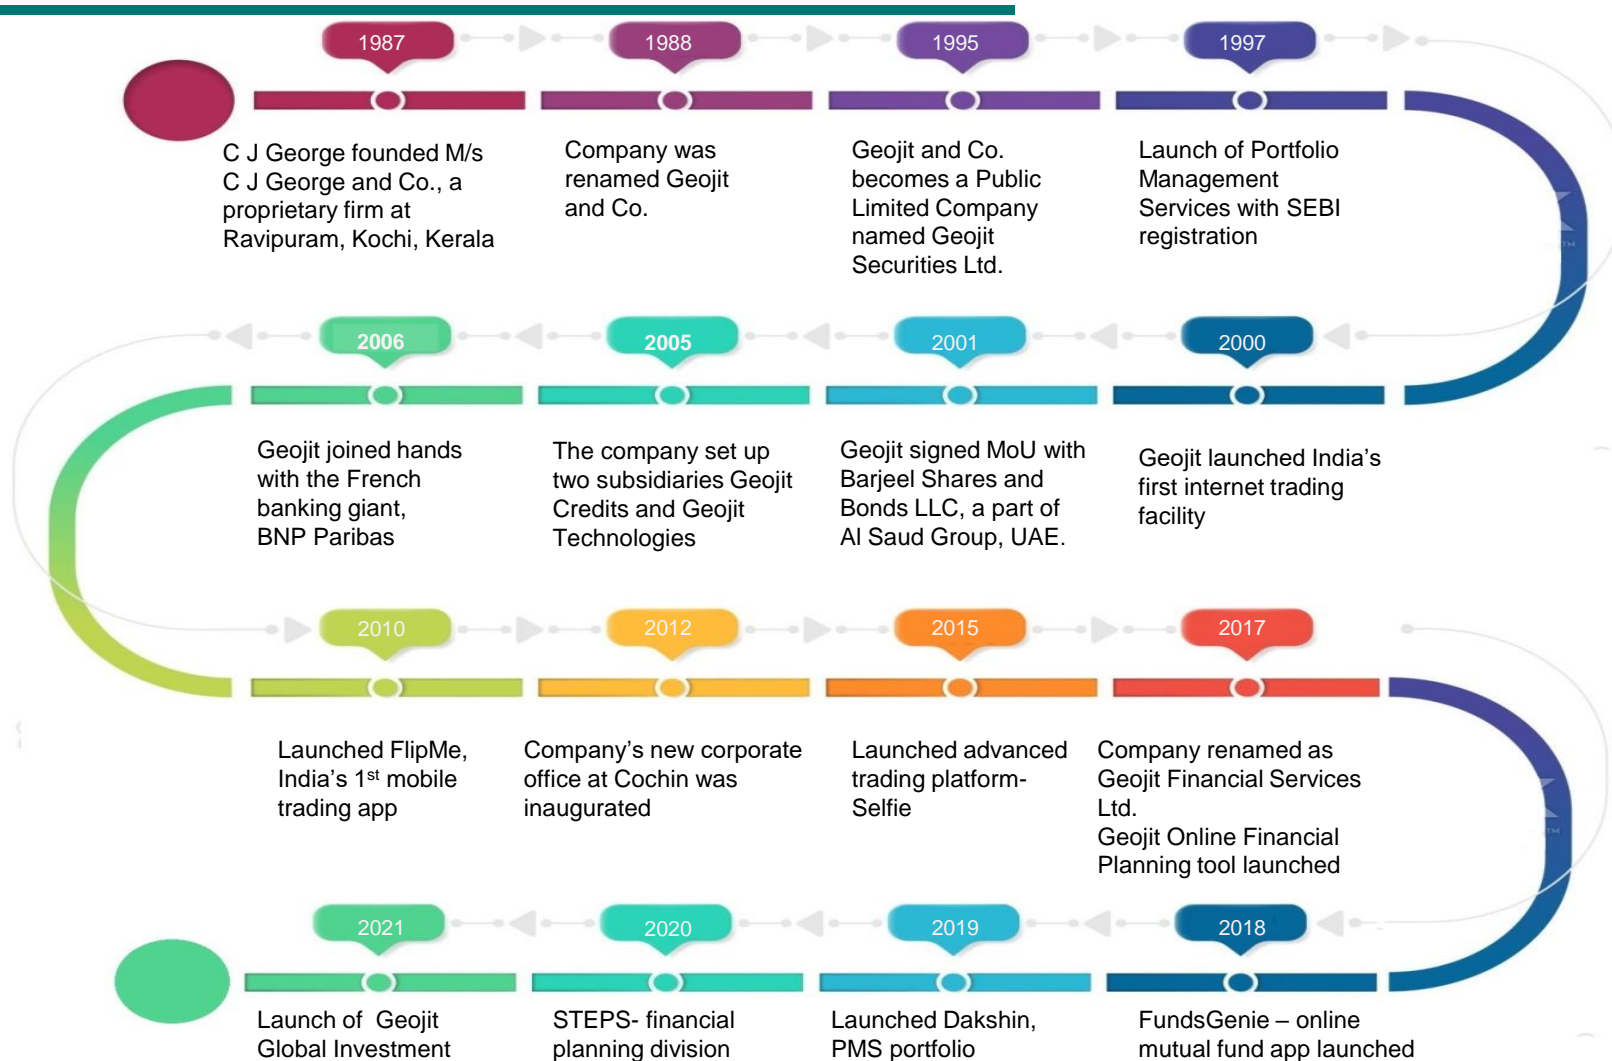 1987
C J George founded M/s
C J George and Co., a
proprietary firm at
Ravipuram, Kochi, Kerala
1988
Company was
renamed Geojit
and Co.
1995
Geojit and Co.
becomes a Public
Limited Company
named Geojit
Securities Ltd.
1997
Launch of Portfolio
Management
Services with SEBI
registration
TM
2000
Geojit launched India’s
first internet trading
facility
2001
Geojit signed MoU with
Barjeel Shares and
Bonds LLC, a part of
Al Saud Group, UAE.
2005
The company set up
two subsidiaries Geojit
Credits and Geojit
Technologies
2006
Geojit joined hands
with the French
banking giant,
BNP Paribas
2010
Launched FlipMe,
India’s 1st mobile
trading app
2012
Company’s new corporate
office at Cochin was
inaugurated
2015
Launched advanced
trading platform-
Selfie
2017
Company renamed as
Geojit Financial Services
Ltd.
Geojit Online Financial
Planning tool launched
TM
2018
FundsGenie – online
mutual fund app launched
2019
Launched Dakshin,
PMS portfolio
2020
STEPS- financial
planning division
2021
Launch of Geojit
Global Investment